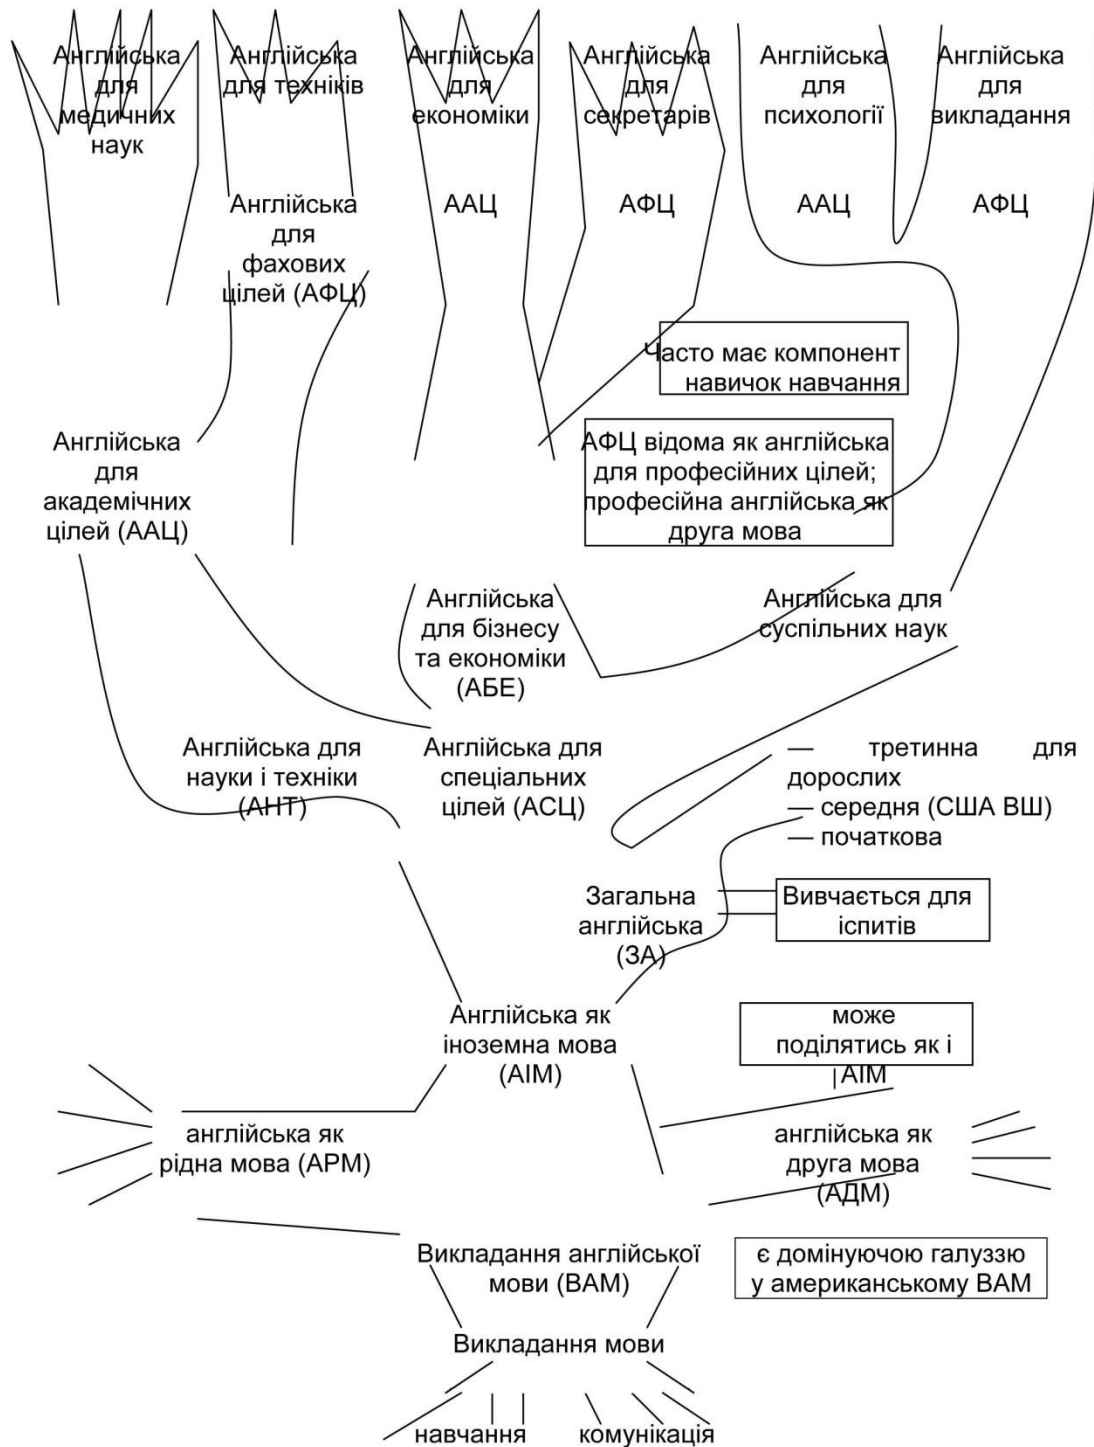 Англійська
для
медичних
наук
Англійська
для техніків
Англійська
для
економіки
Англійська
для
секретарів
Англійська
для
психології
Англійська
для
викладання
Англійська
для
фахових
цілей (АФЦ)
ААЦ
АФЦ
ААЦ
АФЦ
Часто має компонент
навичок навчання
Англійська
для
академічних
цілей (ААЦ)
АФЦ відома як англійська
для професійних цілей;
професійна англійська як
друга мова
Англійська
для бізнесу
та економіки
(АБЕ)
Англійська для
суспільних наук
Англійська для
науки і техніки
(АНТ)
Англійська для
спеціальних
цілей (АСЦ)
— третинна для
дорослих
— середня (США ВШ)
— початкова
Загальна
англійська
(ЗА)
Вивчається для
іспитів
Англійська як
іноземна мова
(АІМ)
може
поділятись як і
АІМ
англійська як
рідна мова (АРМ)
англійська як
друга мова
(АДМ)
Викладання англійської
мови (ВАМ)
є домінуючою галуззю
у американському ВАМ
Викладання мови
навчання комунікація